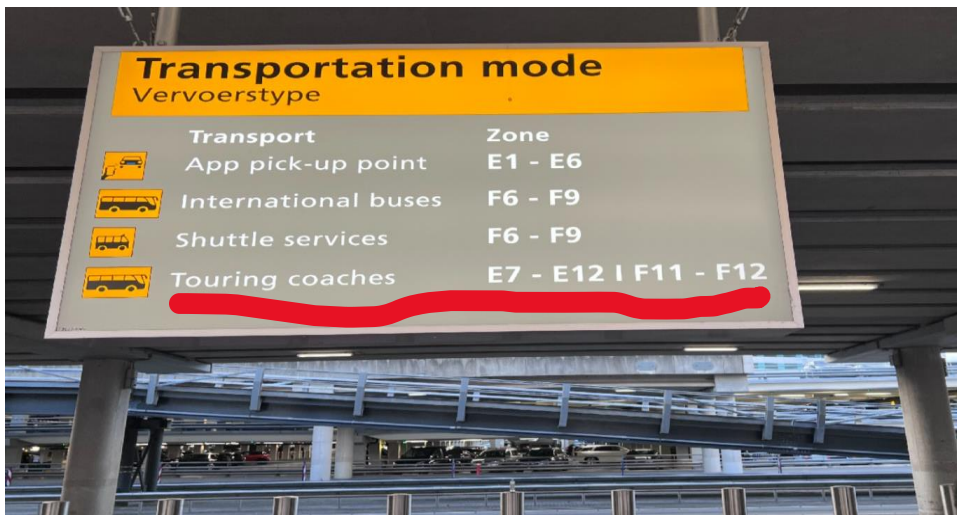 Transportation mode
Vervoerstype
Transport Zone
App pick-up point E1 - E6
International buses F6 - F9
Shuttle services F6 - F9
Touring coaches E7 - E12 | F11 - F12